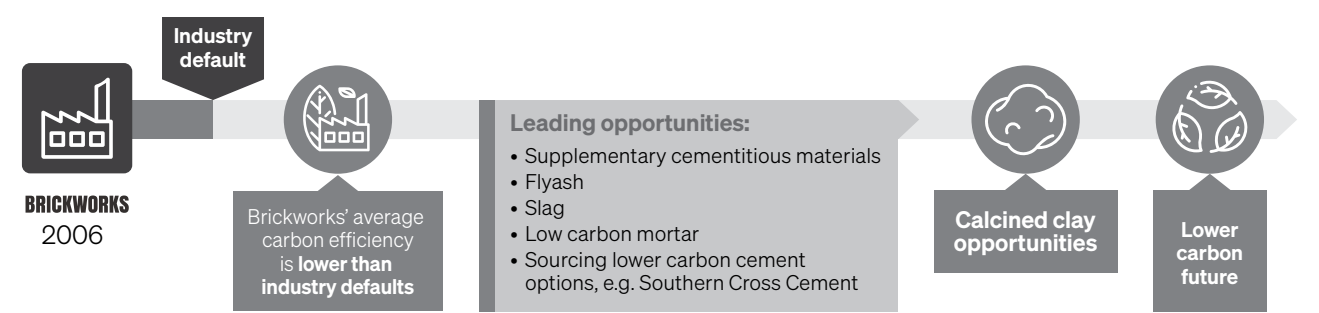 Industry
default
BRICKWORKS
2006
Brickworks’ average
carbon efficiency
is lower than
industry defaults
Leading opportunities:
• Supplementary cementitious materials
• Flyash
• Slag
• Low carbon mortar
• Sourcing lower carbon cement
options, e.g. Southern Cross Cement
Calcined clay
opportunities
Lower
carbon
future